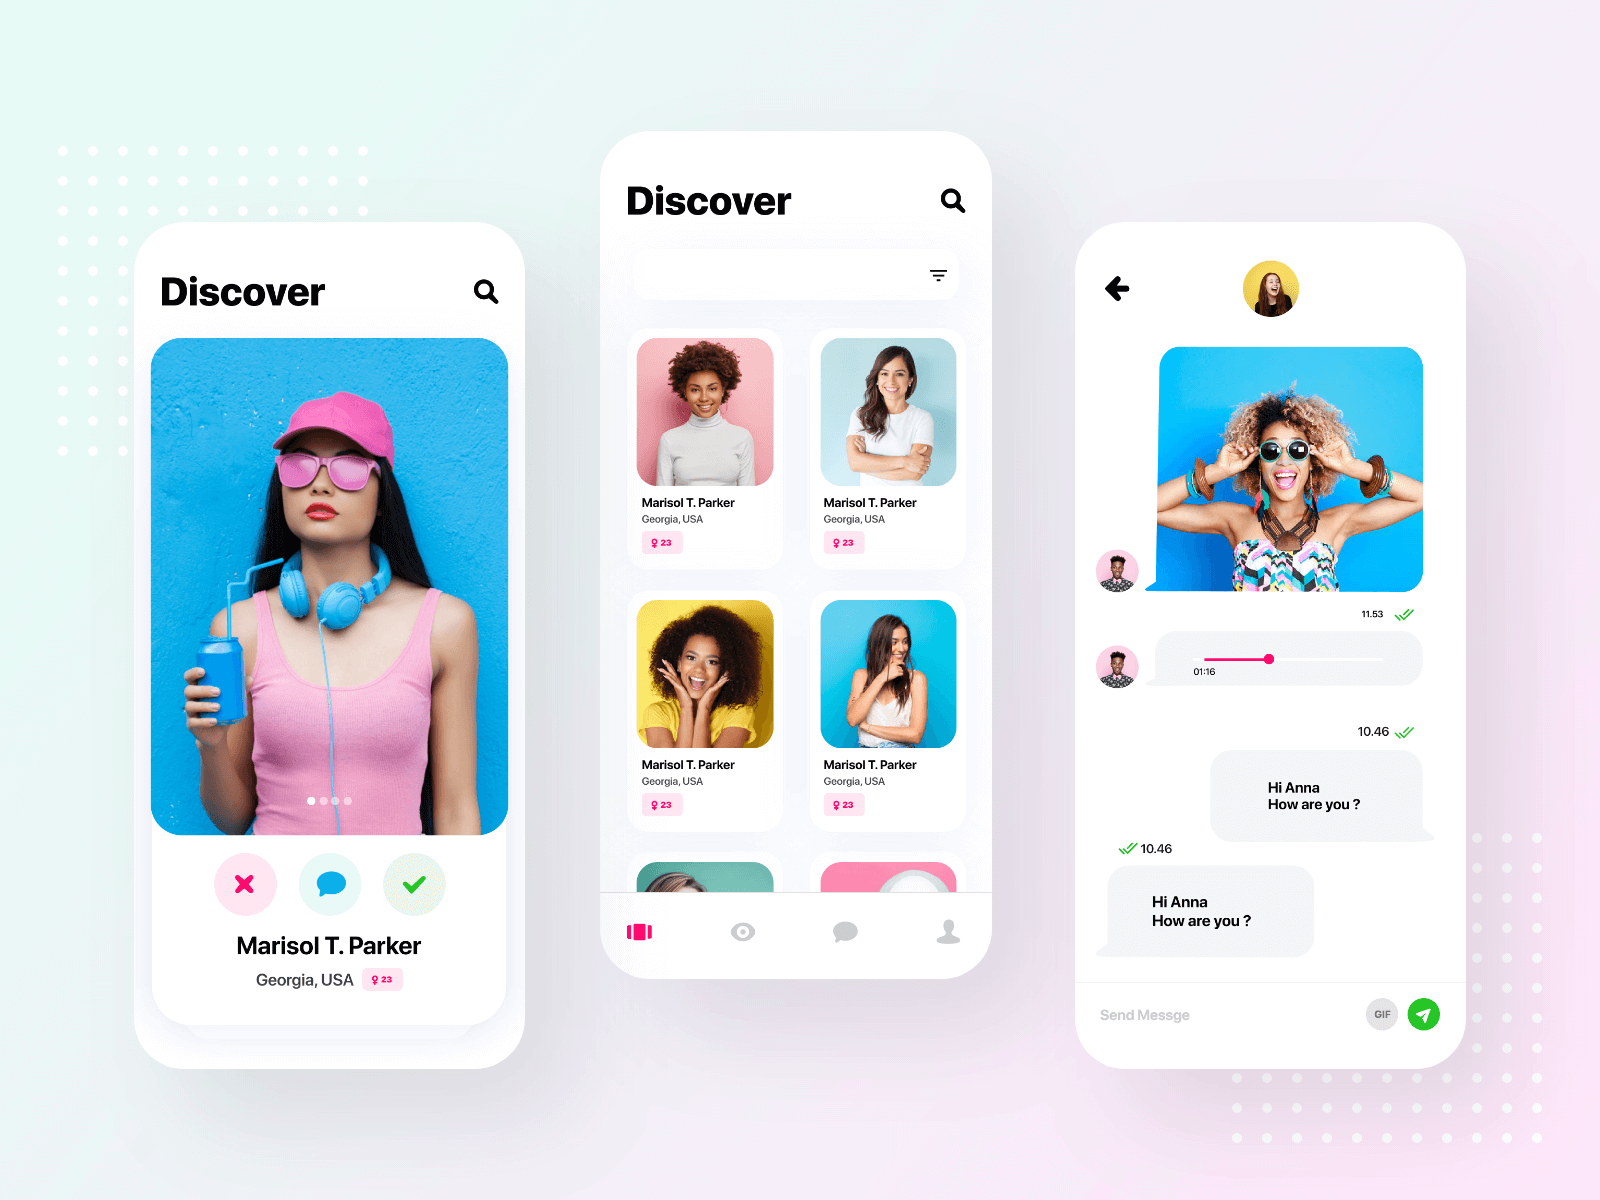 Discover
Marisol T. Parker
Georgia, USA
23
Discover
Marisol T. Parker
Georgia, USA
23
Marisol T. Parker
Georgia, USA
23
Marisol T. Parker
Georgia, USA
23
Marisol T. Parker
Georgia, USA
23
11.53
01:16
10.46
Hi Anna
How are you ?
10.46
Hi Anna
How are you ?
Send Messge
GIF